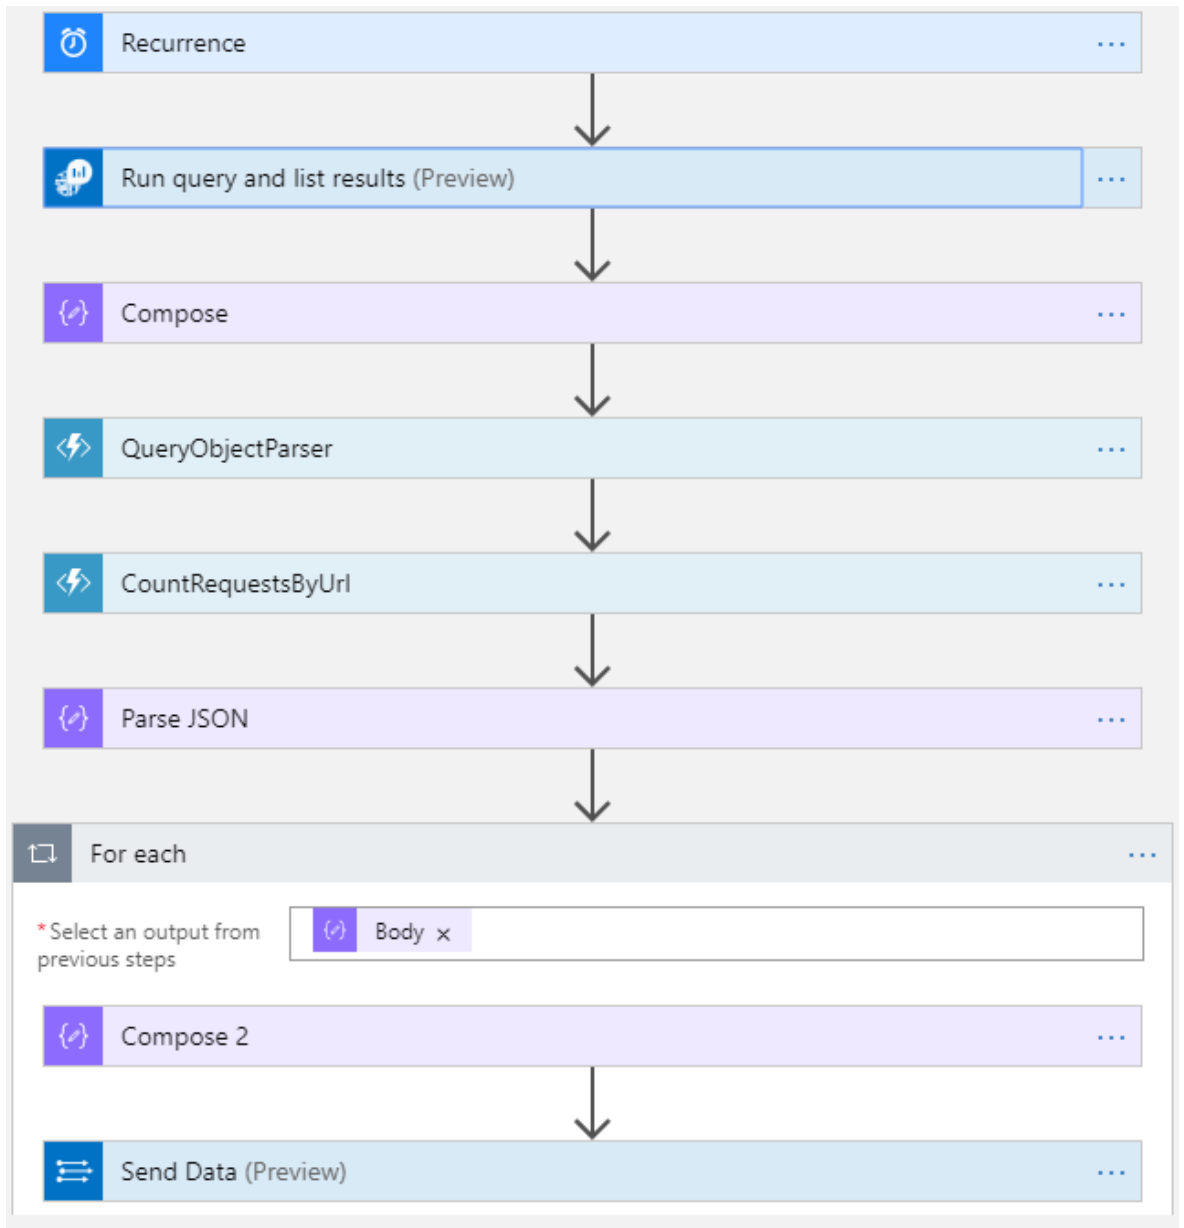 Recurrence
Run query and list results (Preview)
Compose
QueryObjectParser
CountRequestsByUrl
Parse JSON
For each
*Select an output from
previous steps
Body ×
Compose 2
Send Data (Preview)